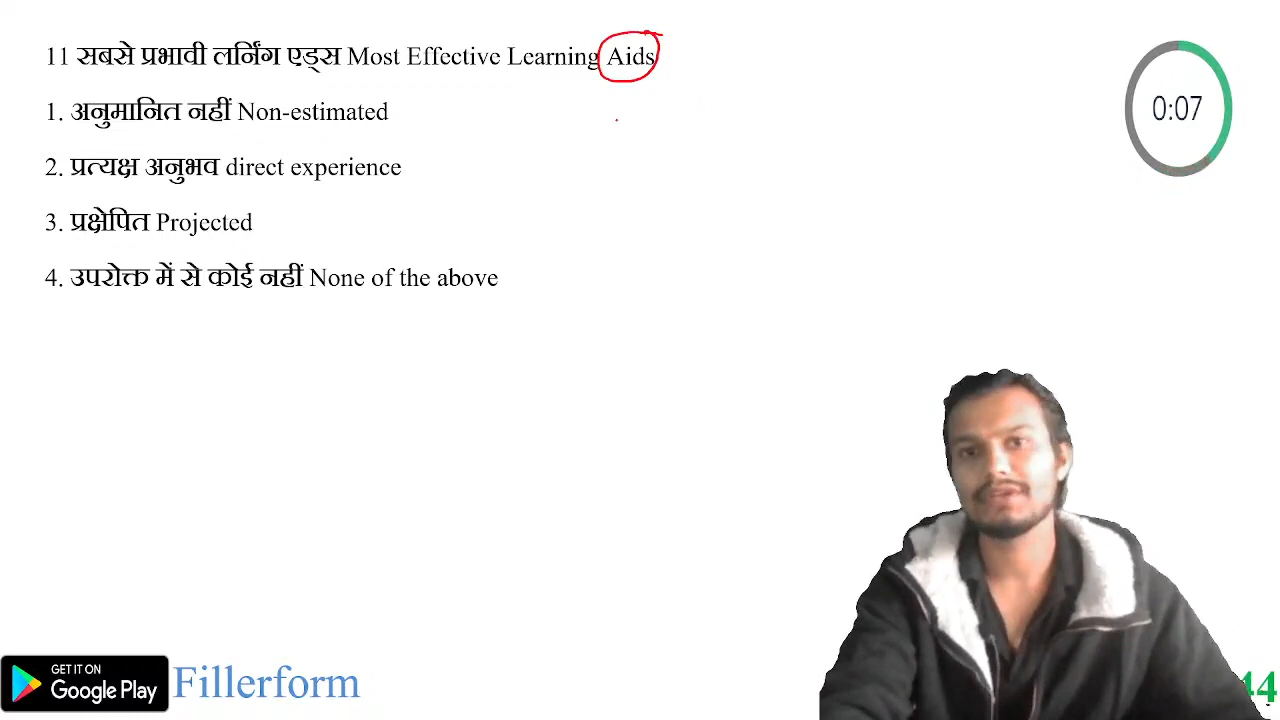 11 सबसे प्रभावी लर्निंग एड्स Most Effective Learning Aids
0:07
1. अनुमानित नहीं Non-estimated
2. प्रत्यक्ष अनुभव direct experience
3. प्रक्षेपित Projected
4. उपरोक्त में से कोई नहीं None of the above
GET IT ON
Google Play
Fillerform
44